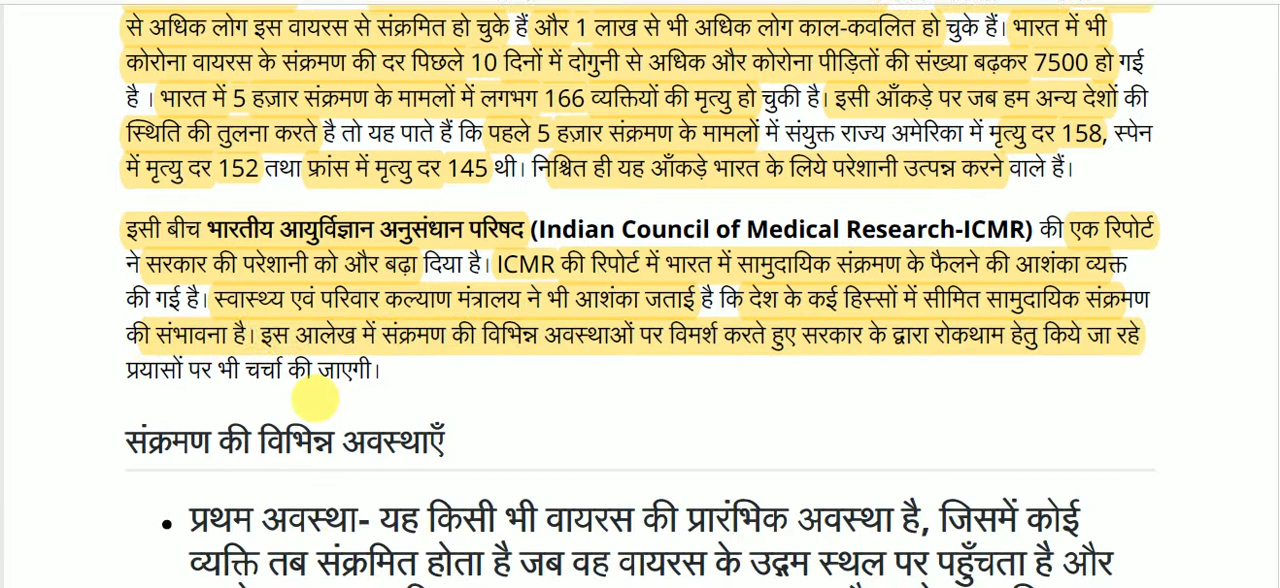 से अधिक लोग इस वायरस से संक्रमित हो चुके हैं और 1 लाख से भी अधिक लोग काल-कवलित हो चुके हैं। भारत में भी
कोरोना वायरस के संक्रमण की दर पिछले 10 दिनों में दोगुनी से अधिक और कोरोना पीड़ितों की संख्या बढ़कर 7500 हो गई
है । भारत में 5 हज़ार संक्रमण के मामलों में लगभग 166 व्यक्तियों की मृत्यु हो चुकी है। इसी आँकड़े पर जब हम अन्य देशों की
स्थिति की तुलना करते है तो यह पाते हैं कि पहले 5 हज़ार संक्रमण के मामलों में संयुक्त राज्य अमेरिका में मृत्यु दर 158, स्पेन
में मृत्यु दर 152 तथा फ्रांस में मृत्यु दर 145 थी। निश्चित ही यह आँकड़े भारत के लिये परेशानी उत्पन्न करने वाले हैं।
इसी बीच भारतीय आयुर्विज्ञान अनुसंधान परिषद (Indian Council of Medical Research-ICMR) की एक रिपोर्ट
ने सरकार की परेशानी को और बढ़ा दिया है। ICMR की रिपोर्ट में भारत में सामुदायिक संक्रमण के फैलने की आशंका व्यक्त
की गई है। स्वास्थ्य एवं परिवार कल्याण मंत्रालय ने भी आशंका जताई है कि देश के कई हिस्सों में सीमित सामुदायिक संक्रमण
की संभावना है। इस आलेख में संक्रमण की विभिन्न अवस्थाओं पर विमर्श करते हुए सरकार के द्वारा रोकथाम हेतु किये जा रहे
प्रयासों पर भी चर्चा की जाएगी।
संक्रमण की विभिन्न अवस्थाएँ
• प्रथम अवस्था- यह किसी भी वायरस की प्रारंभिक अवस्था है, जिसमें कोई
व्यक्ति तब संक्रमित होता है जब वह वायरस के उद्गम स्थल पर पहुँचता है और